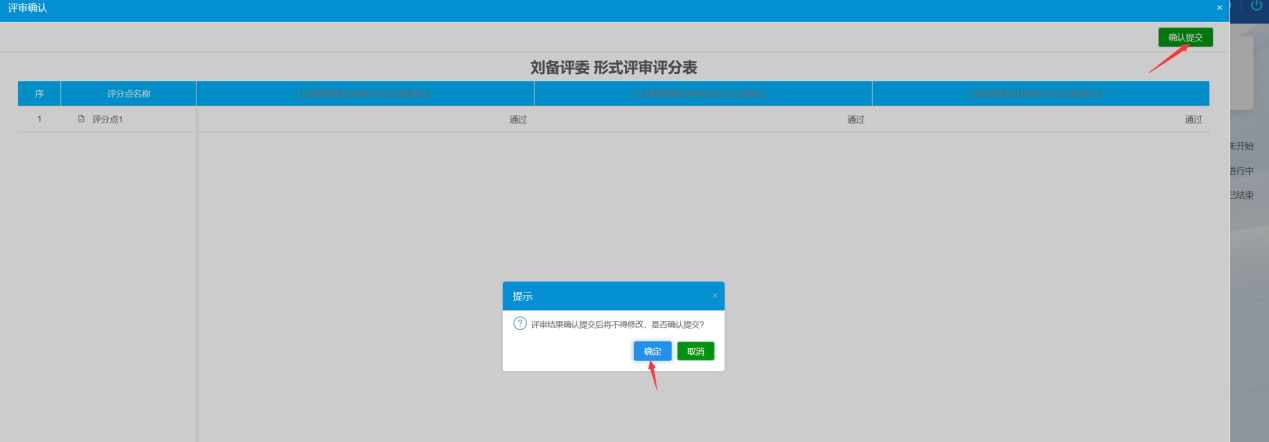 评审确认 ×
确认提交
刘备评委 形式评审评分表
序 评分点名称
1 评分点1 通过 通过 通过
未开始
进行中
已结束
提示 ×
评审结果确认提交后将不得修改，是否确认提交?
确定 取消